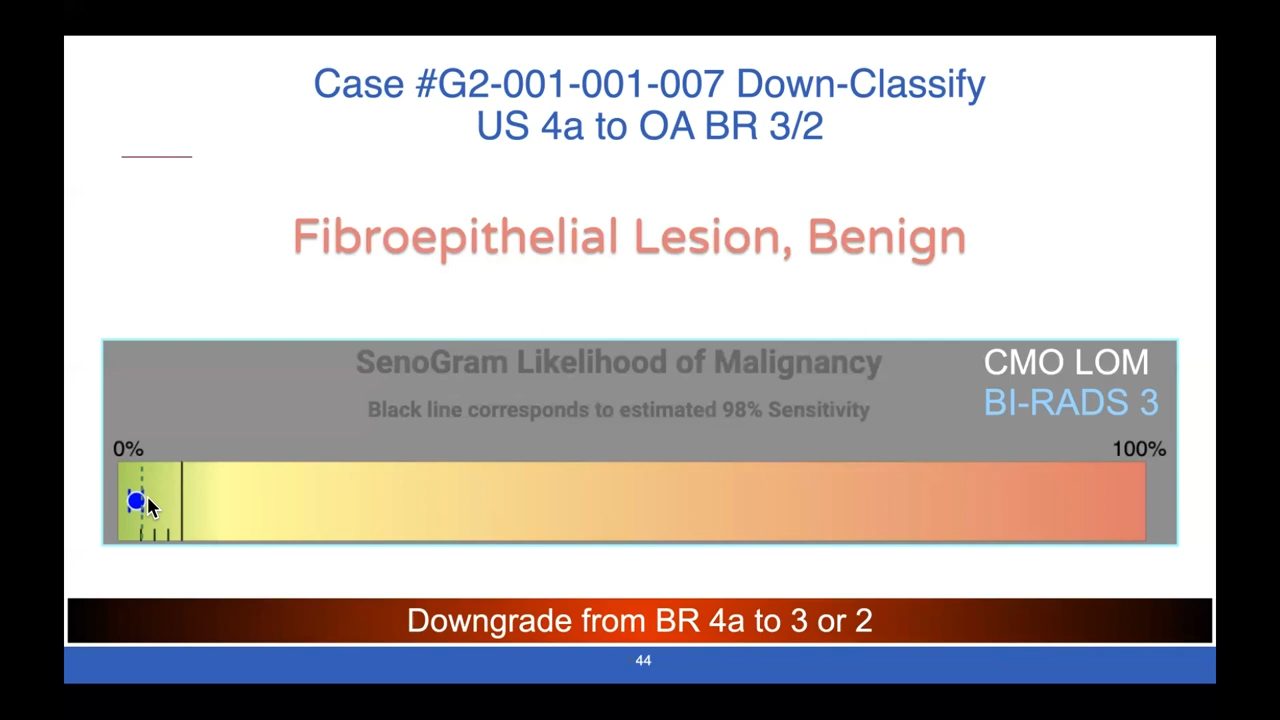 Case #G2-001-001-007 Down-Classify
US 4a to OA BR 3/2
Fibroepithelial Lesion, Benign
SenoGram Likelihood of Malignancy
CMO LOM
Black line corresponds to estimated 98% Sensitivity
BI-RADS 3
0%
100%
Downgrade from BR 4a to 3 or 2
44